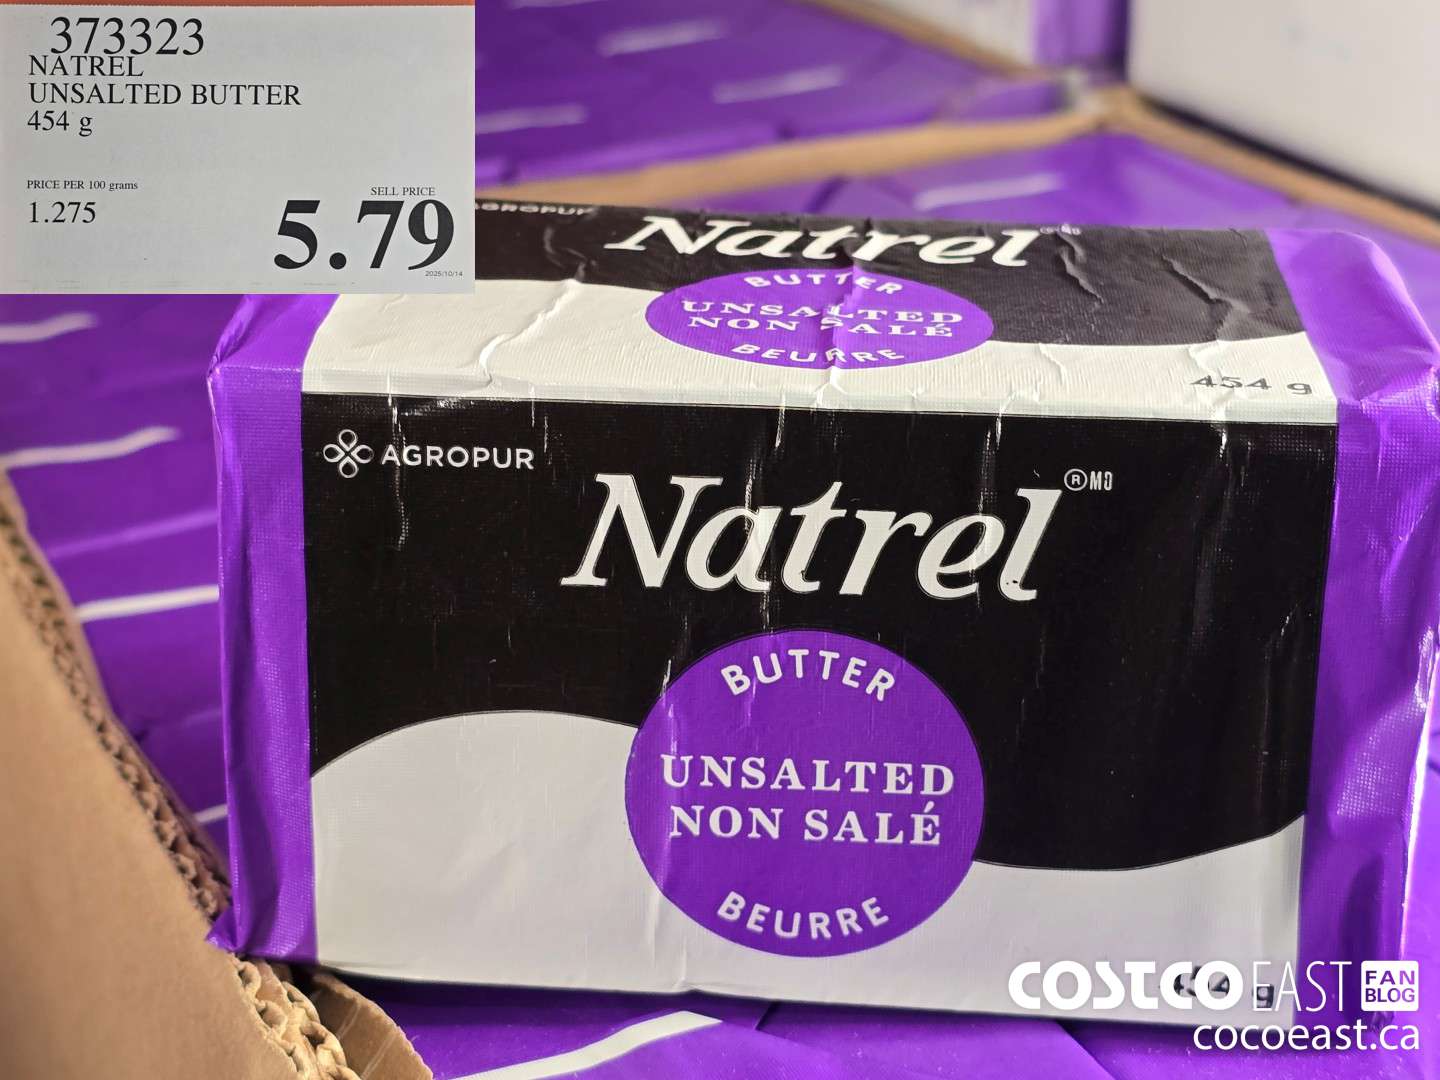 373323
NATREL
UNSALTED BUTTER
454 g
PRICE PER 100 grams
1.275
SELL PRICE
5.79
2025/10/14
AGROPUR
Natrel
BUTTER
UNSALTED
NON SALÉ
BEURRE
454 g
AGROPUR
Natrel ®MD
BUTTER
UNSALTED
NON SALÉ
BEURRE
454 g
COSTCO EAST FAN BLOG
cocoeast.ca